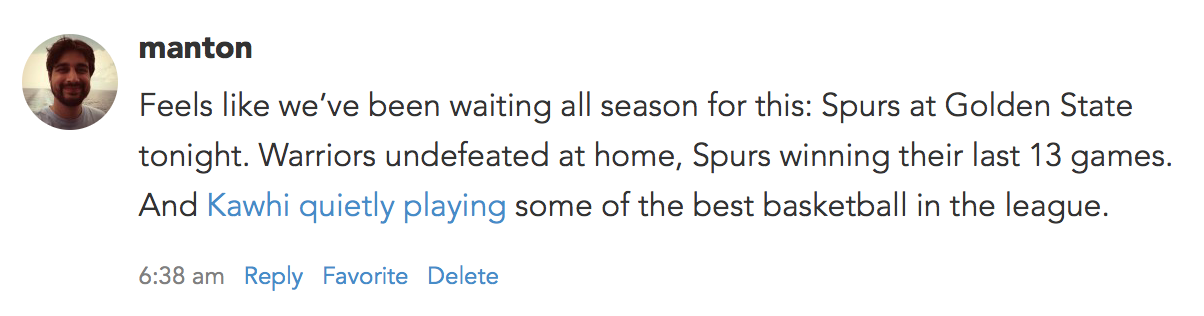 manton
Feels like we’ve been waiting all season for this: Spurs at Golden State
tonight. Warriors undefeated at home, Spurs winning their last 13 games.
And Kawhi quietly playing some of the best basketball in the league.
6:38 am Reply Favorite Delete